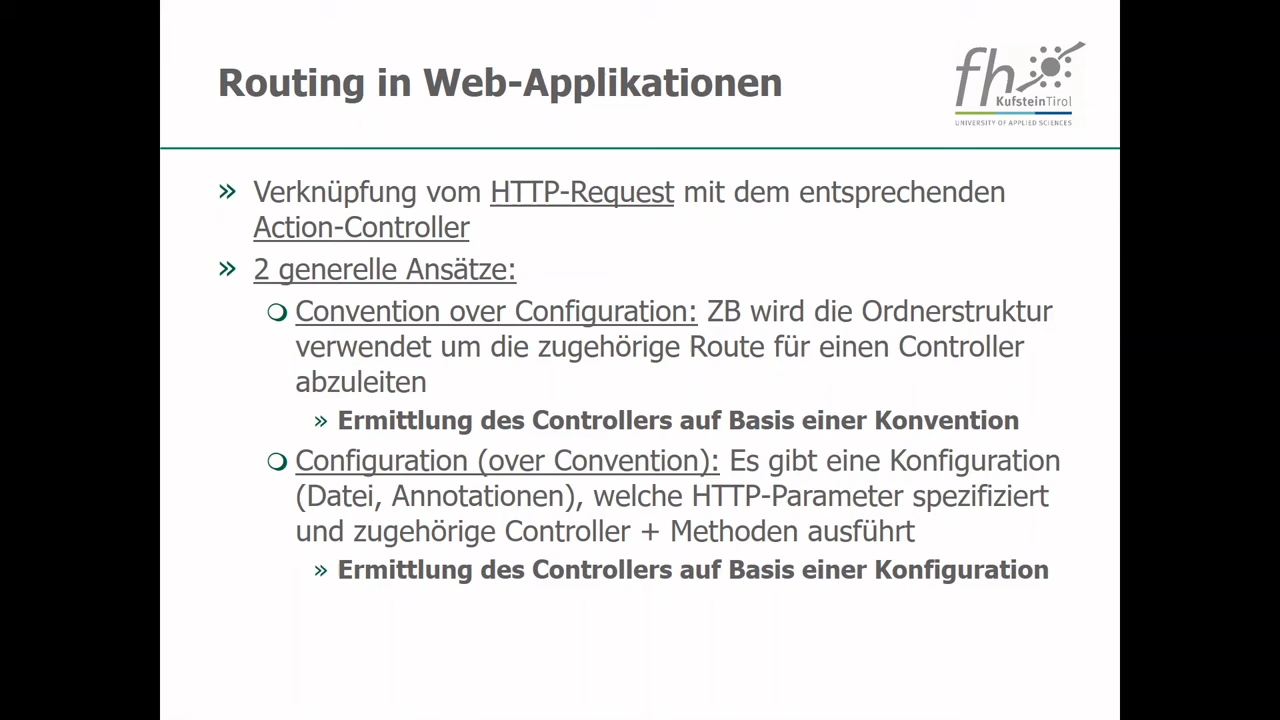 Routing in Web-Applikationen
fh
KufsteinTirol
UNIVERSITY OF APPLIED SCIENCES
» Verknüpfung vom HTTP-Request mit dem entsprechenden
Action-Controller
» 2 generelle Ansätze:
Convention over Configuration: ZB wird die Ordnerstruktur
verwendet um die zugehörige Route für einen Controller
abzuleiten
» Ermittlung des Controllers auf Basis einer Konvention
Configuration (over Convention): Es gibt eine Konfiguration
(Datei, Annotationen), welche HTTP-Parameter spezifiziert
und zugehörige Controller + Methoden ausführt
» Ermittlung des Controllers auf Basis einer Konfiguration